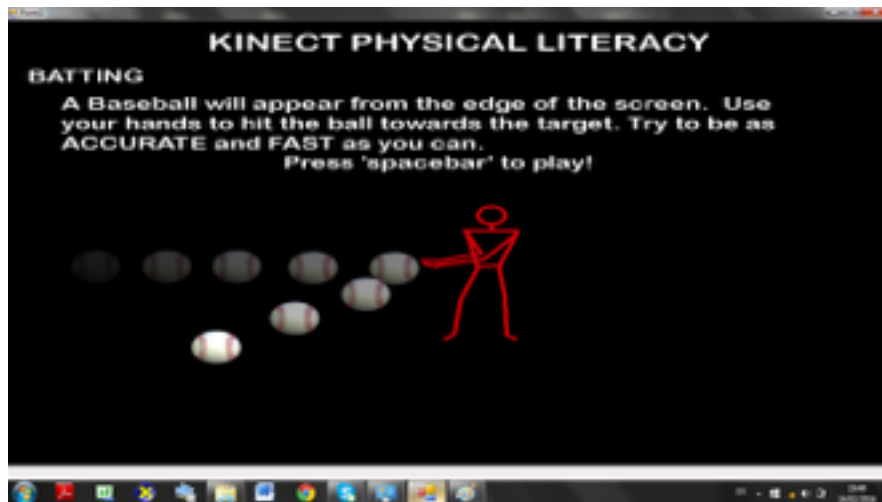 KINECT PHYSICAL LITERACY
BATTING
A Baseball will appear from the edge of the screen. Use
your hands to hit the ball towards the target. Try to be as
ACCURATE and FAST as you can.
Press 'spacebar' to play!